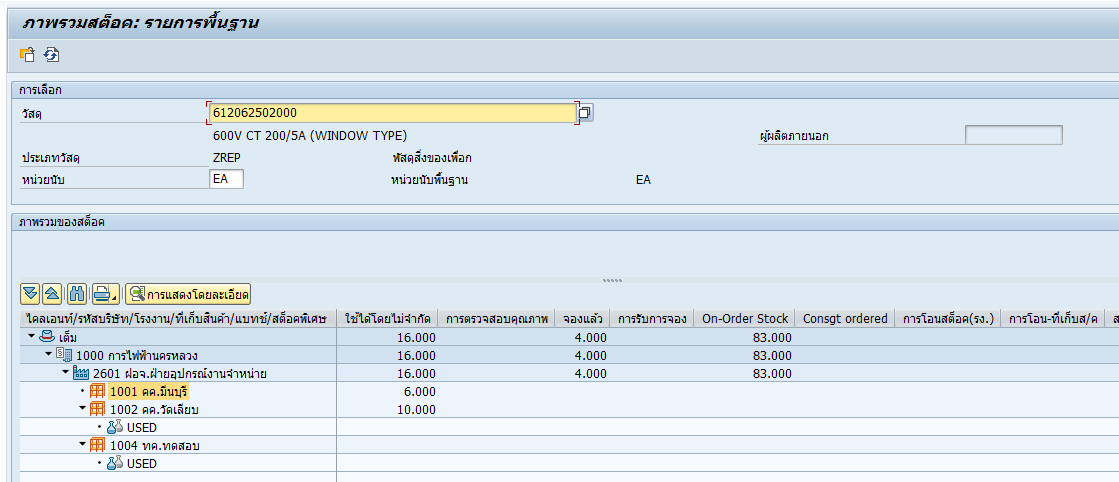 ภาพรวมสต็อค: รายการพื้นฐาน
การเลือก
วัสดุ 612062502000
600V CT 200/5A (WINDOW TYPE) ผู้ผลิตภายนอก
ประเภทวัสดุ ZREP พัสดุสิ่งของเพื่อก
หน่วยนับ EA หน่วยนับพื้นฐาน EA
ภาพรวมของสต็อค
การแสดงโดยละเอียด
ไคลเอนท์/รหัสบริษัท/โรงงาน/ที่เก็บสินค้า/แบทช์/สต็อคพิเศษ ใช้ได้โดยไม่จำกัด การตรวจสอบคุณภาพ จองแล้ว การรับการจอง On-Order Stock Consgt ordered การโอนสต็อค(รง.) การโอน-ที่เก็บส/ค ส
เต็ม 16.000 4.000 83.000
1000 การไฟฟ้านครหลวง 16.000 4.000 83.000
2601 ฝอจ.ฝ่ายอุปกรณ์งานจำหน่าย 16.000 4.000 83.000
1001 คค.มีนบุรี 6.000
1002 คค.วัดเลียบ 10.000
USED
1004 ทค.ทดสอบ
USED